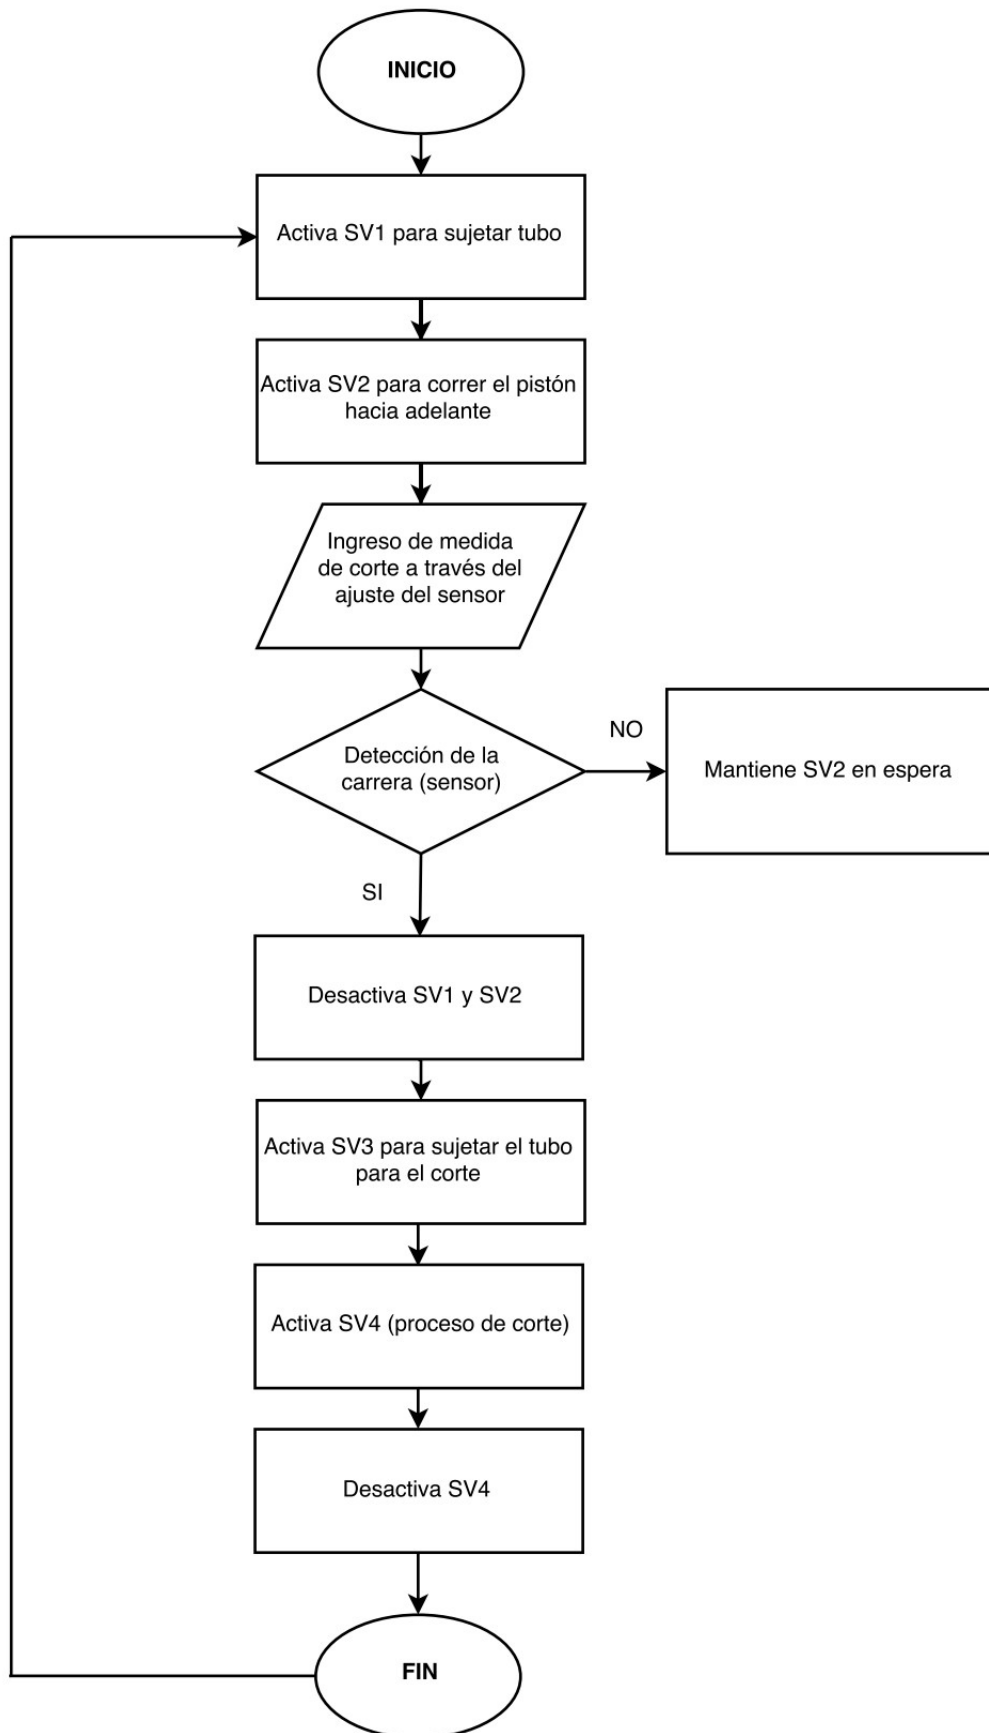 INICIO
Activa SV1 para sujetar tubo
Activa SV2 para correr el pistón
hacia adelante
Ingreso de medida
de corte a través del
ajuste del sensor
Detección de la
carrera (sensor)
NO
Mantiene SV2 en espera
SI
Desactiva SV1 y SV2
Activa SV3 para sujetar el tubo
para el corte
Activa SV4 (proceso de corte)
Desactiva SV4
FIN